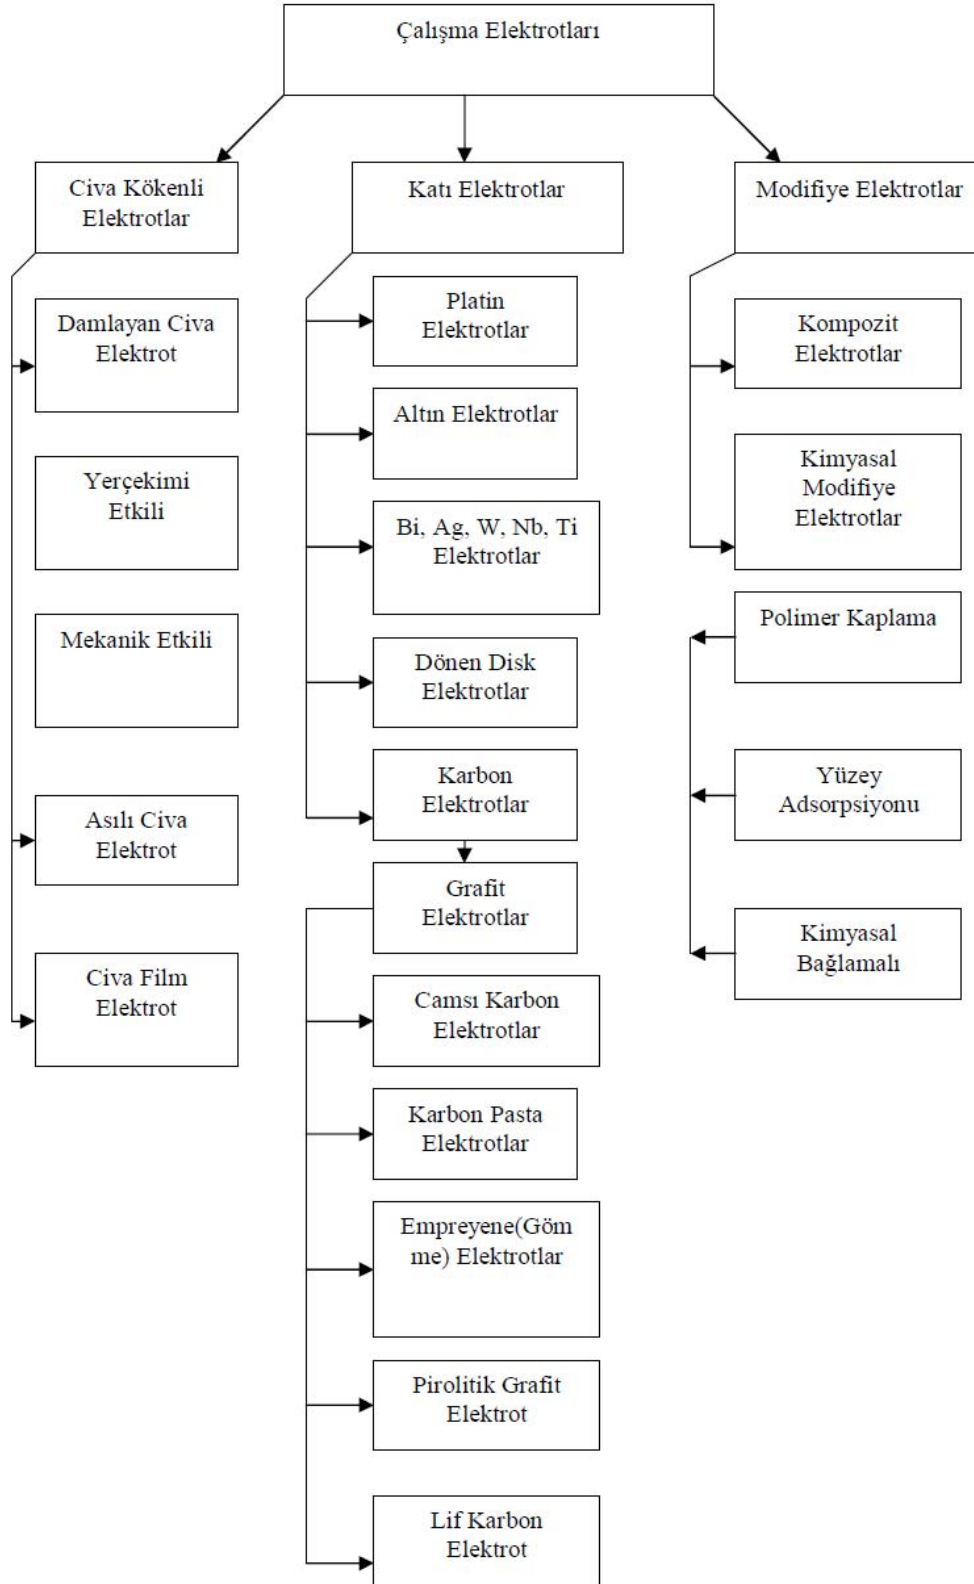 Çalışma Elektrotları
Civa Kökenli
Elektrotlar
Damlayan Civa
Elektrot
Yerçekimi
Etkili
Mekanik Etkili
Asılı Civa
Elektrot
Civa Film
Elektrot
Katı Elektrotlar
Platin
Elektrotlar
Altın Elektrotlar
Bi, Ag, W, Nb, Ti
Elektrotlar
Dönen Disk
Elektrotlar
Karbon
Elektrotlar
Grafit
Elektrotlar
Camsı Karbon
Elektrotlar
Karbon Pasta
Elektrotlar
Empreyene(Göm
me) Elektrotlar
Pirolitik Grafit
Elektrot
Lif Karbon
Elektrot
Modifiye Elektrotlar
Kompozit
Elektrotlar
Kimyasal
Modifiye
Elektrotlar
Polimer Kaplama
Yüzey
Adsorpsiyonu
Kimyasal
Bağlamalı